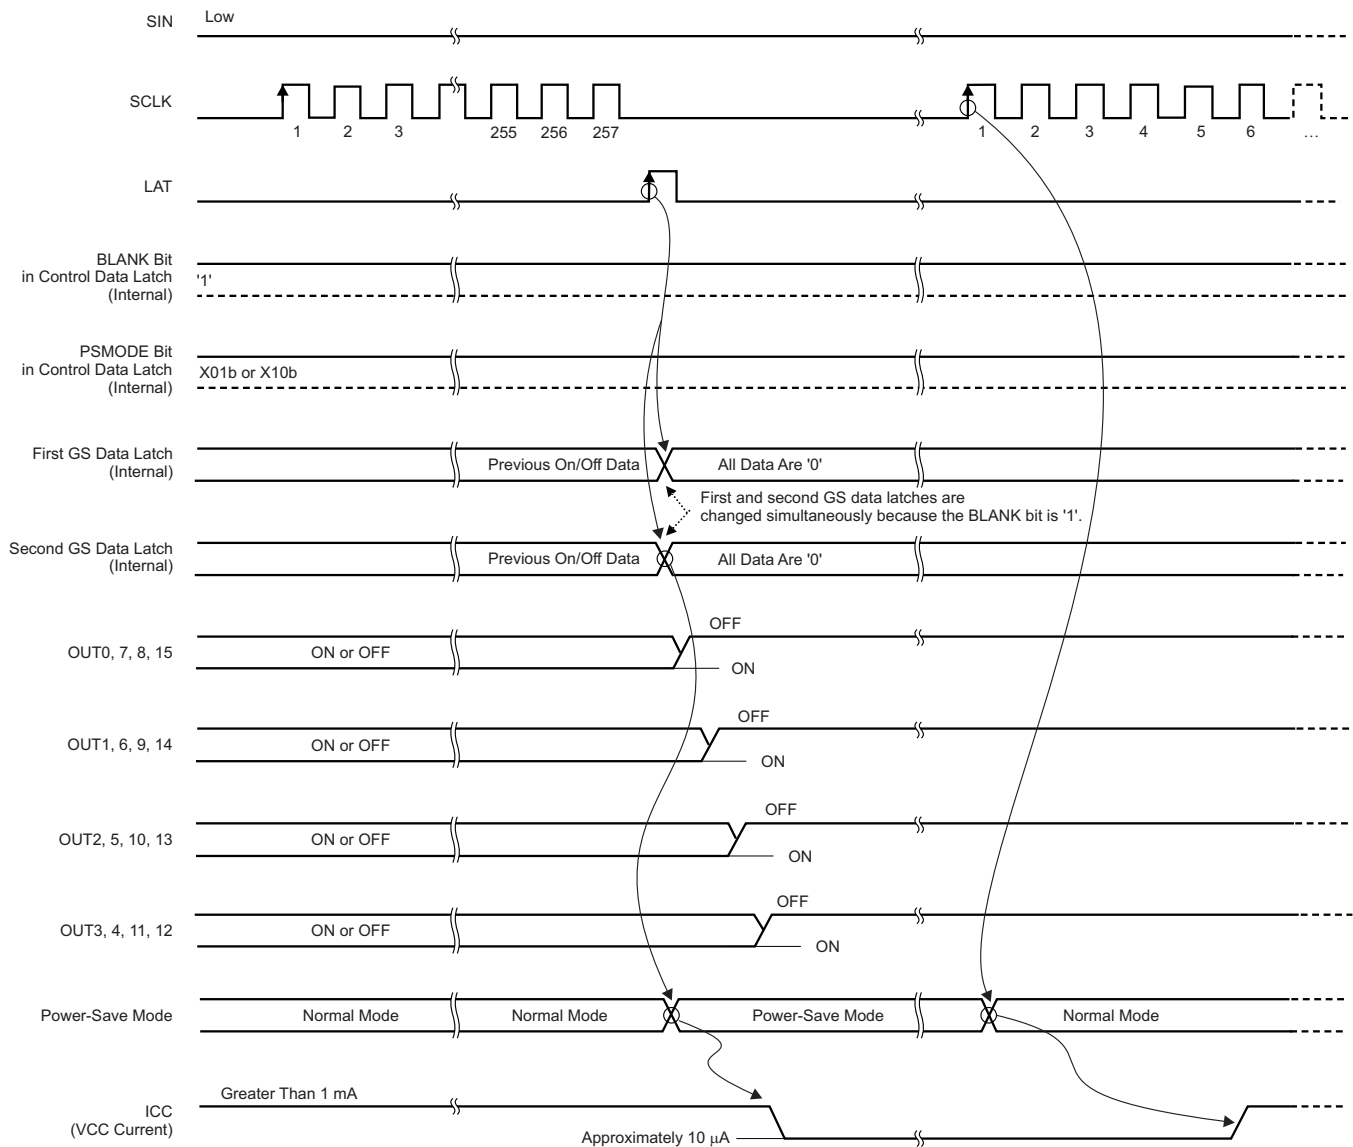 SIN
Low
SCLK
1 2 3 255 256 257 1 2 3 4 5 6 ...
LAT
BLANK Bit
in Control Data Latch
(Internal)
'1'
PSMODE Bit
in Control Data Latch
(Internal)
X01b or X10b
First GS Data Latch
(Internal)
Previous On/Off Data
All Data Are '0'
First and second GS data latches are
changed simultaneously because the BLANK bit is '1'.
Second GS Data Latch
(Internal)
Previous On/Off Data
All Data Are '0'
OUT0, 7, 8, 15
ON or OFF
OFF
ON
OUT1, 6, 9, 14
ON or OFF
OFF
ON
OUT2, 5, 10, 13
ON or OFF
OFF
ON
OUT3, 4, 11, 12
ON or OFF
OFF
ON
Power-Save Mode
Normal Mode
Normal Mode
Power-Save Mode
Normal Mode
ICC
(VCC Current)
Greater Than 1 mA
Approximately 10 μA